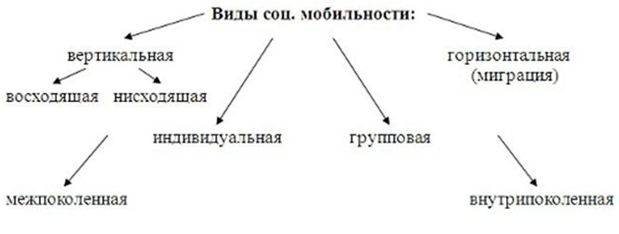 Виды соц. мобильности:
вертикальная
горизонтальная
(миграция)
восходящая нисходящая
индивидуальная групповая
межпоколенная внутрипоколенная